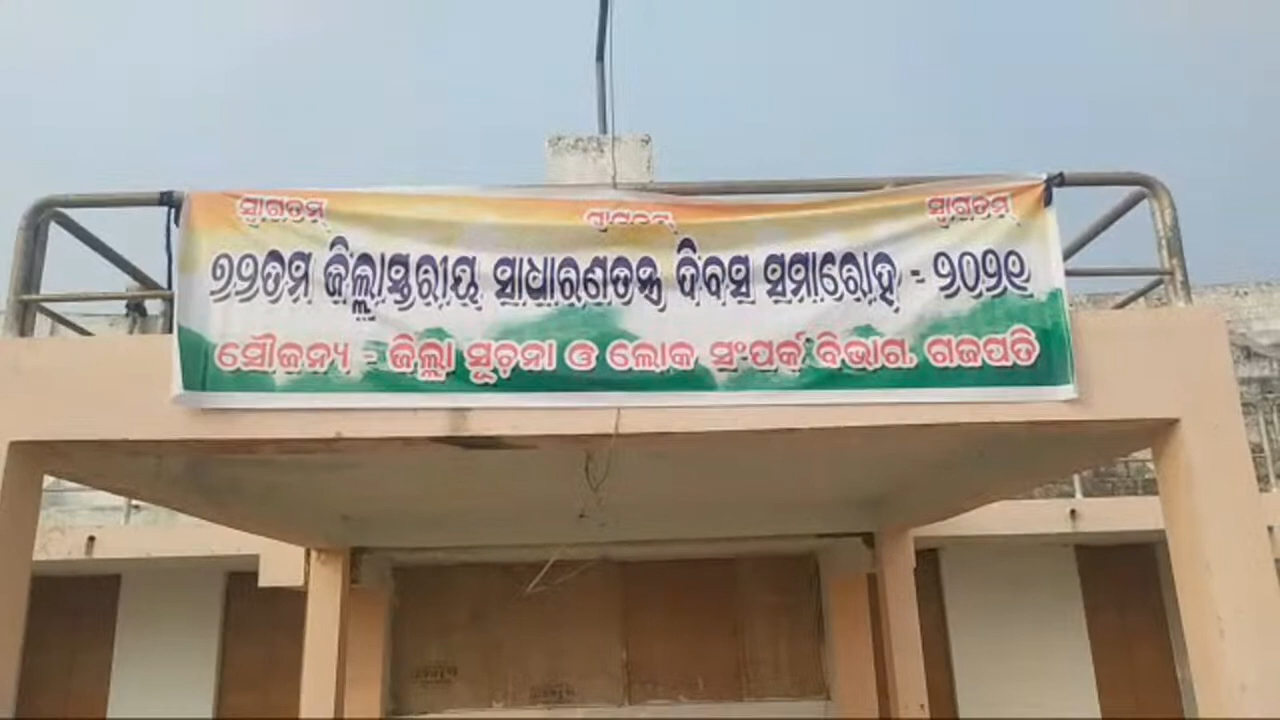 ସ୍ୱାଗତମ୍ ସ୍ୱାଗତମ୍ ସ୍ୱାଗତମ୍
୭୨ତମ ଜିଲ୍ଲାସ୍ତରୀୟ ସାଧାରଣତନ୍ତ୍ର ଦିବସ ସମାରୋହ - ୨୦୨୧
ସୌଜନ୍ୟ - ଜିଲ୍ଲା ସୂଚନା ଓ ଲୋକ ସଂପର୍କ ବିଭାଗ, ଗଜପତି